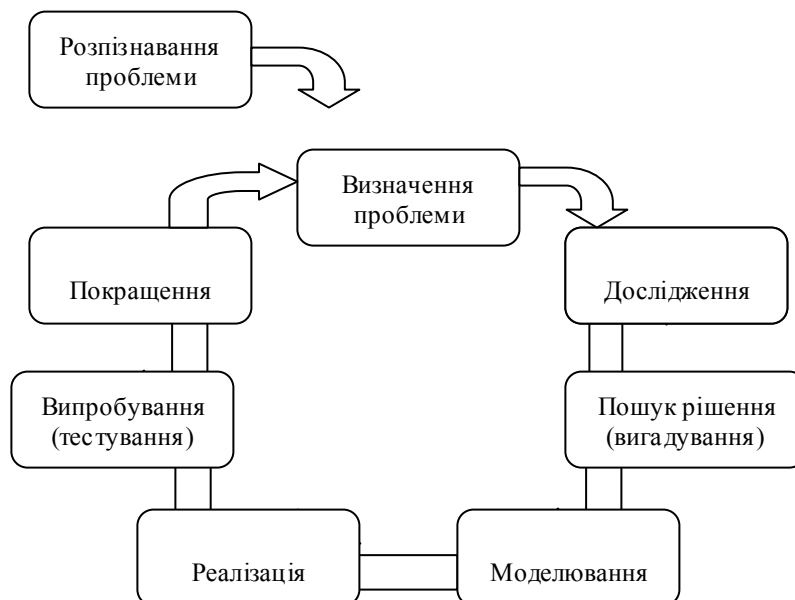 Розпізнавання
проблеми
Визначення
проблеми
Покращення
Дослідження
Випробування
(тестування)
Пошук рішення
(вигадування)
Реалізація
Моделювання